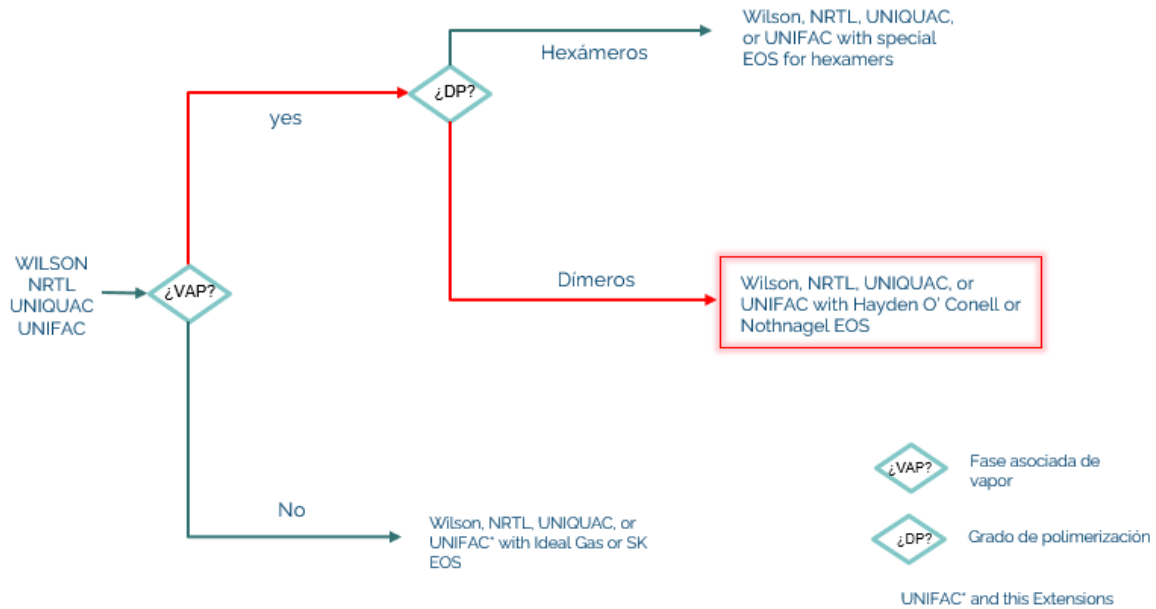 ¿DP?
Hexámeros
Wilson, NRTL, UNIQUAC,
or UNIFAC with special
EOS for hexamers
yes
WILSON
NRTL
UNIQUAC
UNIFAC
¿VAP?
Dímeros
Wilson, NRTL, UNIQUAC, or
UNIFAC with Hayden O' Conell or
Nothnagel EOS
No
Wilson, NRTL, UNIQUAC, or
UNIFAC* with Ideal Gas or SK
EOS
¿VAP?
Fase asociada de
vapor
¿DP?
Grado de polimerización
UNIFAC* and this Extensions